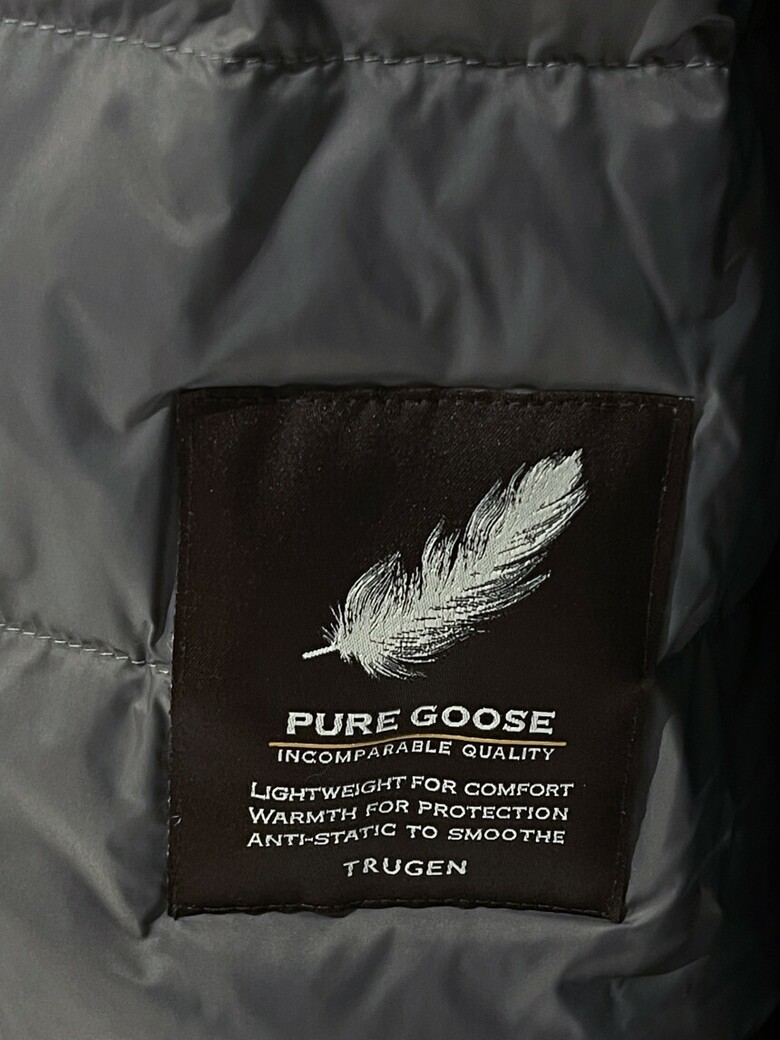 PURE GOOSE
INCOMPARABLE QUALITY
LIGHTWEIGHT FOR COMFORT
WARMTH FOR PROTECTION
ANTI-STATIC TO SMOOTHE
TRUGEN